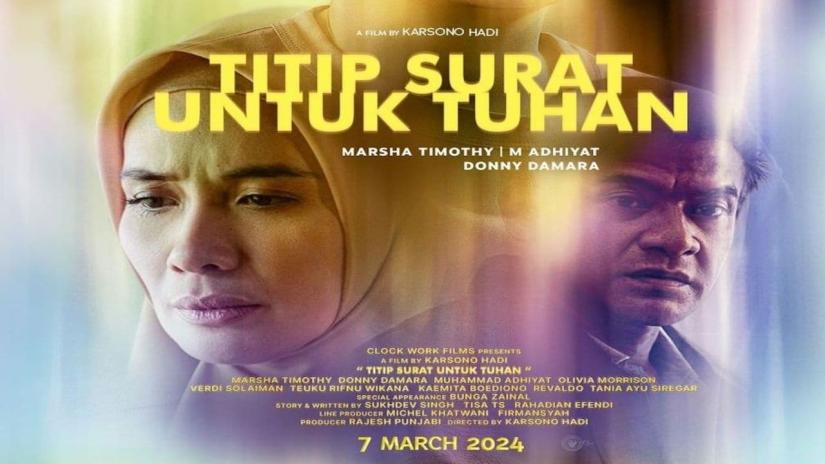 A FILM BY KARSONO HADI
TITIP SURAT
UNTUK TUHAN
MARSHA TIMOTHY | M ADHIYAT
DONNY DAMARA
CLOCK WORK FILMS PRESENTS
A FILM BY KARSONO HADI
" TITIP SURAT UNTUK TUHAN "
MARSHA TIMOTHY DONNY DAMARA MUHAMMAD ADHIYAT OLIVIA MORRISON
VERDI SOLAIMAN TEUKU RIFNU WIKANA KAEMITA BOEDIONO REVALDO TANIA AYU SIREGAR
SPECIAL APPEARANCE BUNGA ZAINAL
STORY & WRITTEN BY SUKHDEV SINGH TISA TS RAHADIAN EFENDI
LINE PRODUCER MICHEL KHATWANI FIRMANSYAH
PRODUCER RAJESH PUNJABI DIRECTED BY KARSONO HADI
7 MARCH 2024